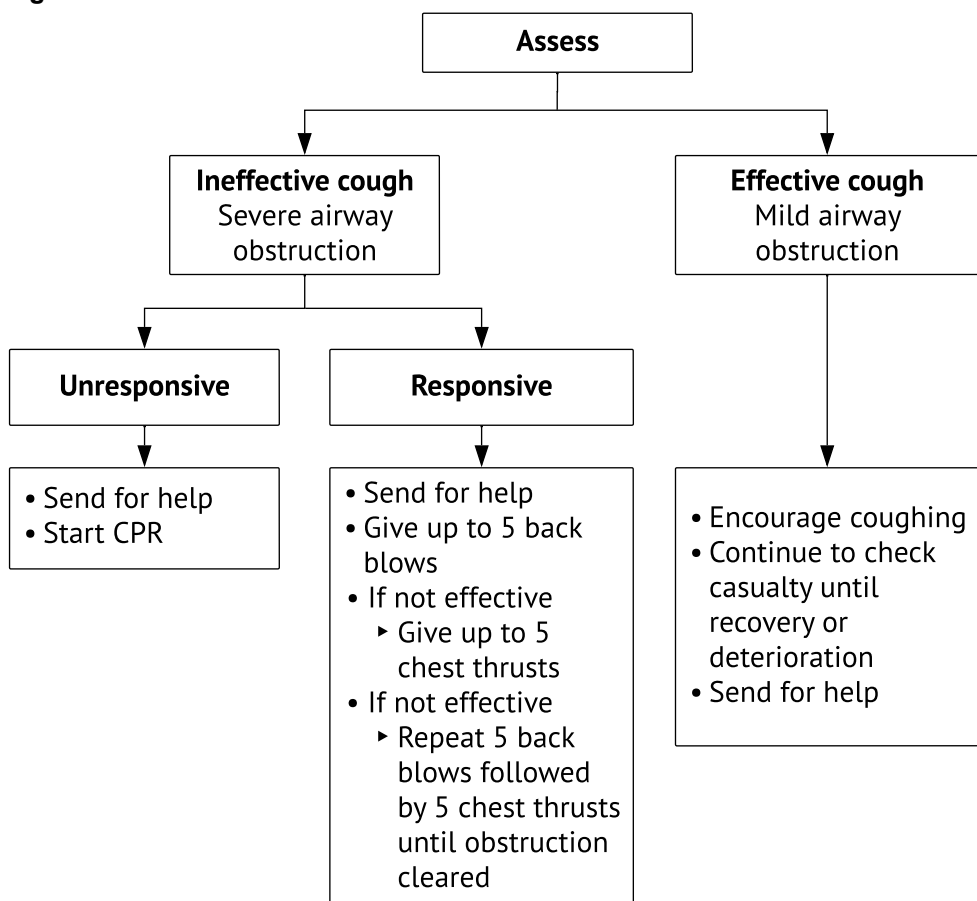 Assess
Ineffective cough
Severe airway
obstruction
Effective cough
Mild airway
obstruction
Unresponsive
Responsive
• Send for help
• Start CPR
• Send for help
• Give up to 5 back
blows
• If not effective
‣ Give up to 5
chest thrusts
• If not effective
‣ Repeat 5 back
blows followed
by 5 chest thrusts
until obstruction
cleared
• Encourage coughing
• Continue to check
casualty until
recovery or
deterioration
• Send for help